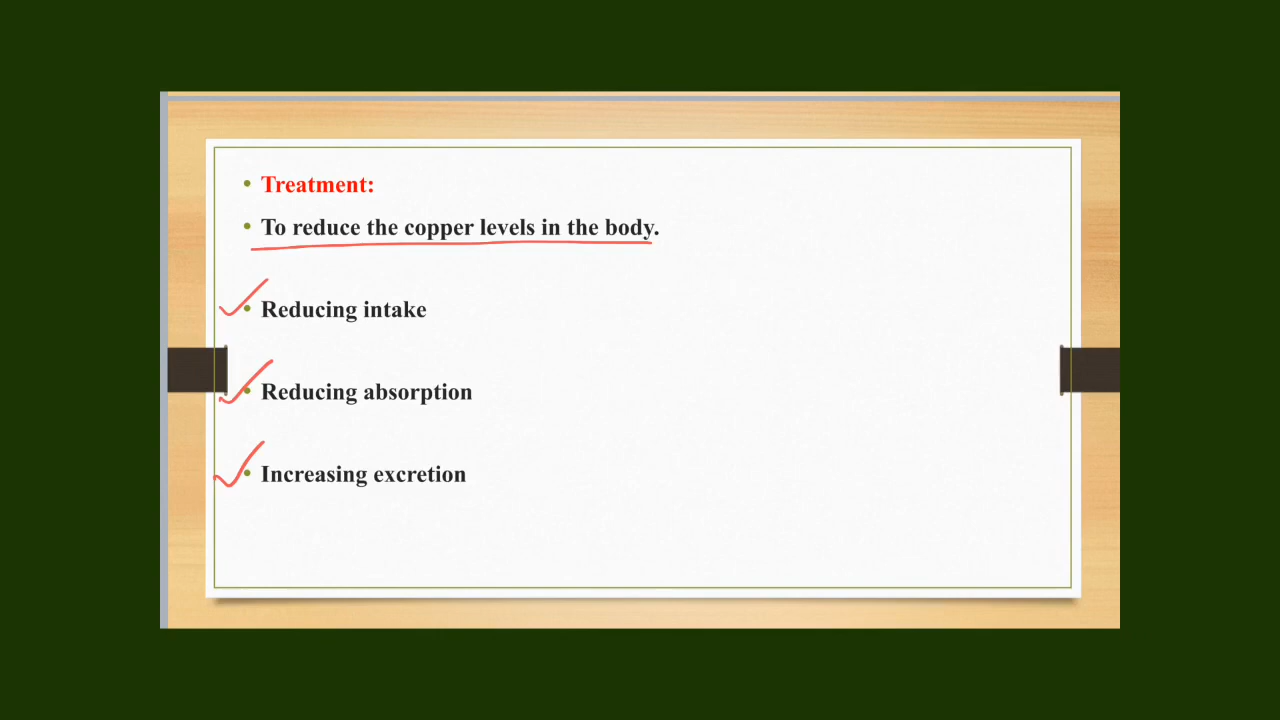 • Treatment:
• To reduce the copper levels in the body.
• Reducing intake
• Reducing absorption
• Increasing excretion